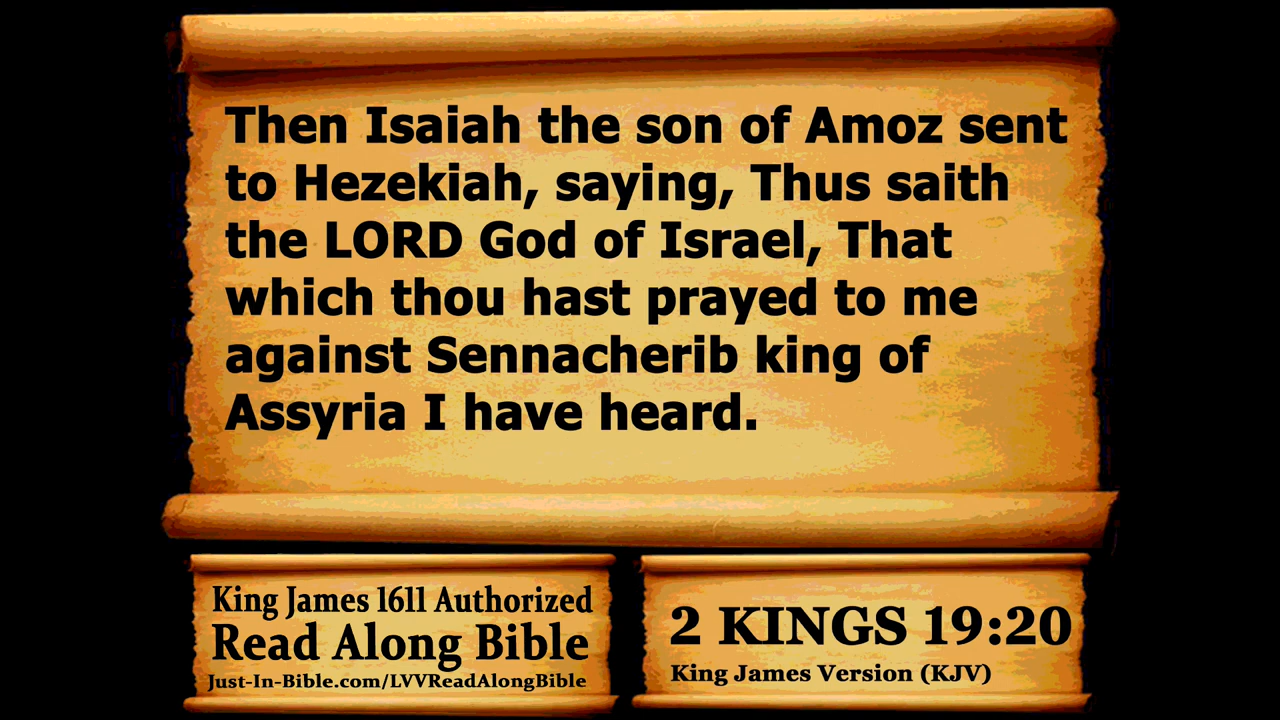 Then Isaiah the son of Amoz sent
to Hezekiah, saying, Thus saith
the LORD God of Israel, That
which thou hast prayed to me
against Sennacherib king of
Assyria I have heard.
King James 1611 Authorized
Read Along Bible
Just-In-Bible.com/LVVReadAlongBible
2 KINGS 19:20
King James Version (KJV)